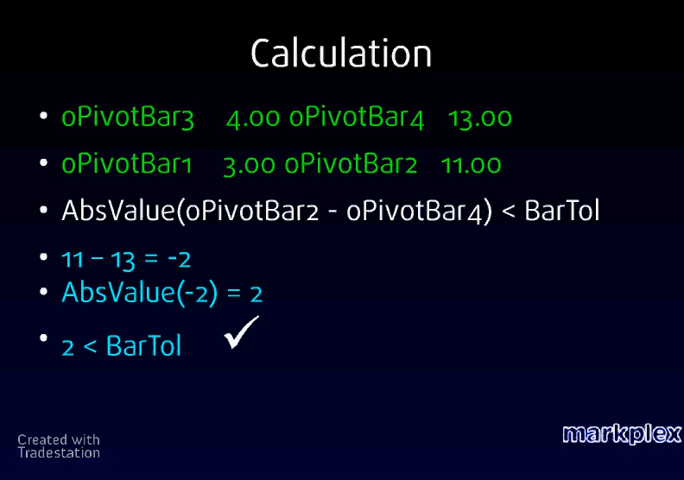 Calculation
• oPivotBar3 4.00 oPivotBar4 13.00
• oPivotBar1 3.00 oPivotBar2 11.00
• AbsValue(oPivotBar2 - oPivotBar4) < BarTol
• 11 – 13 = -2
• AbsValue(-2) = 2
• 2 < BarTol ✓
Created with
Tradestation
markplex